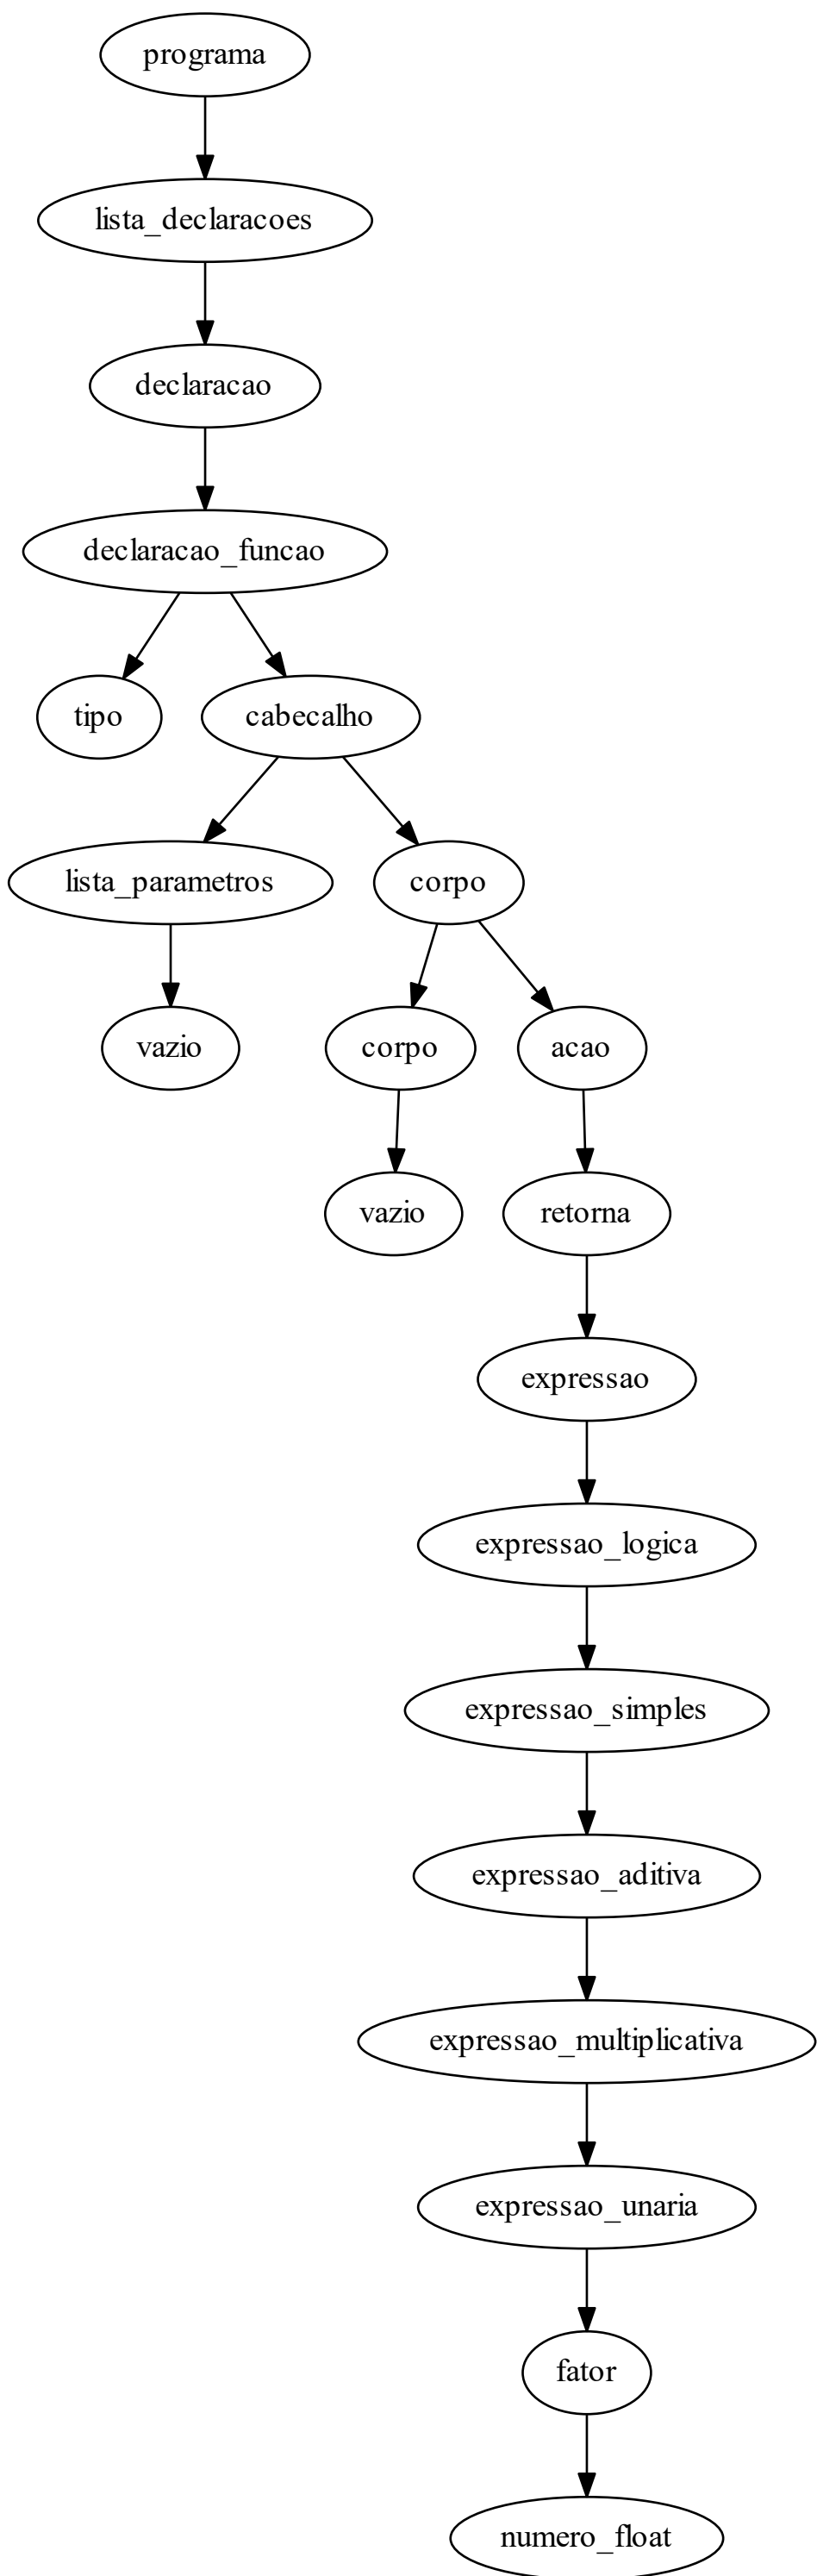 programa
lista_declaracoes
declaracao
declaracao_funcao
tipo
cabecalho
lista_parametros
corpo
vazio
corpo
acao
vazio
retorna
expressao
expressao_logica
expressao_simples
expressao_aditiva
expressao_multiplicativa
expressao_unaria
fator
numero_float